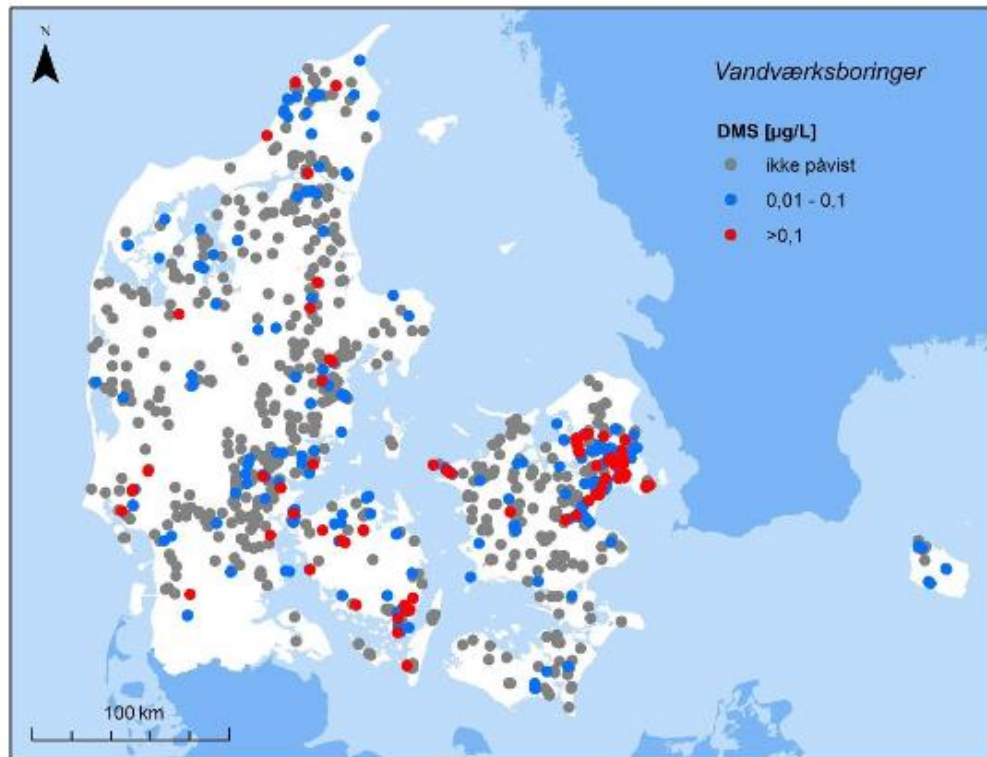 N
Vandværksboringer
DMS [µg/L]
ikke påvist
0,01 - 0,1
>0,1
100 km